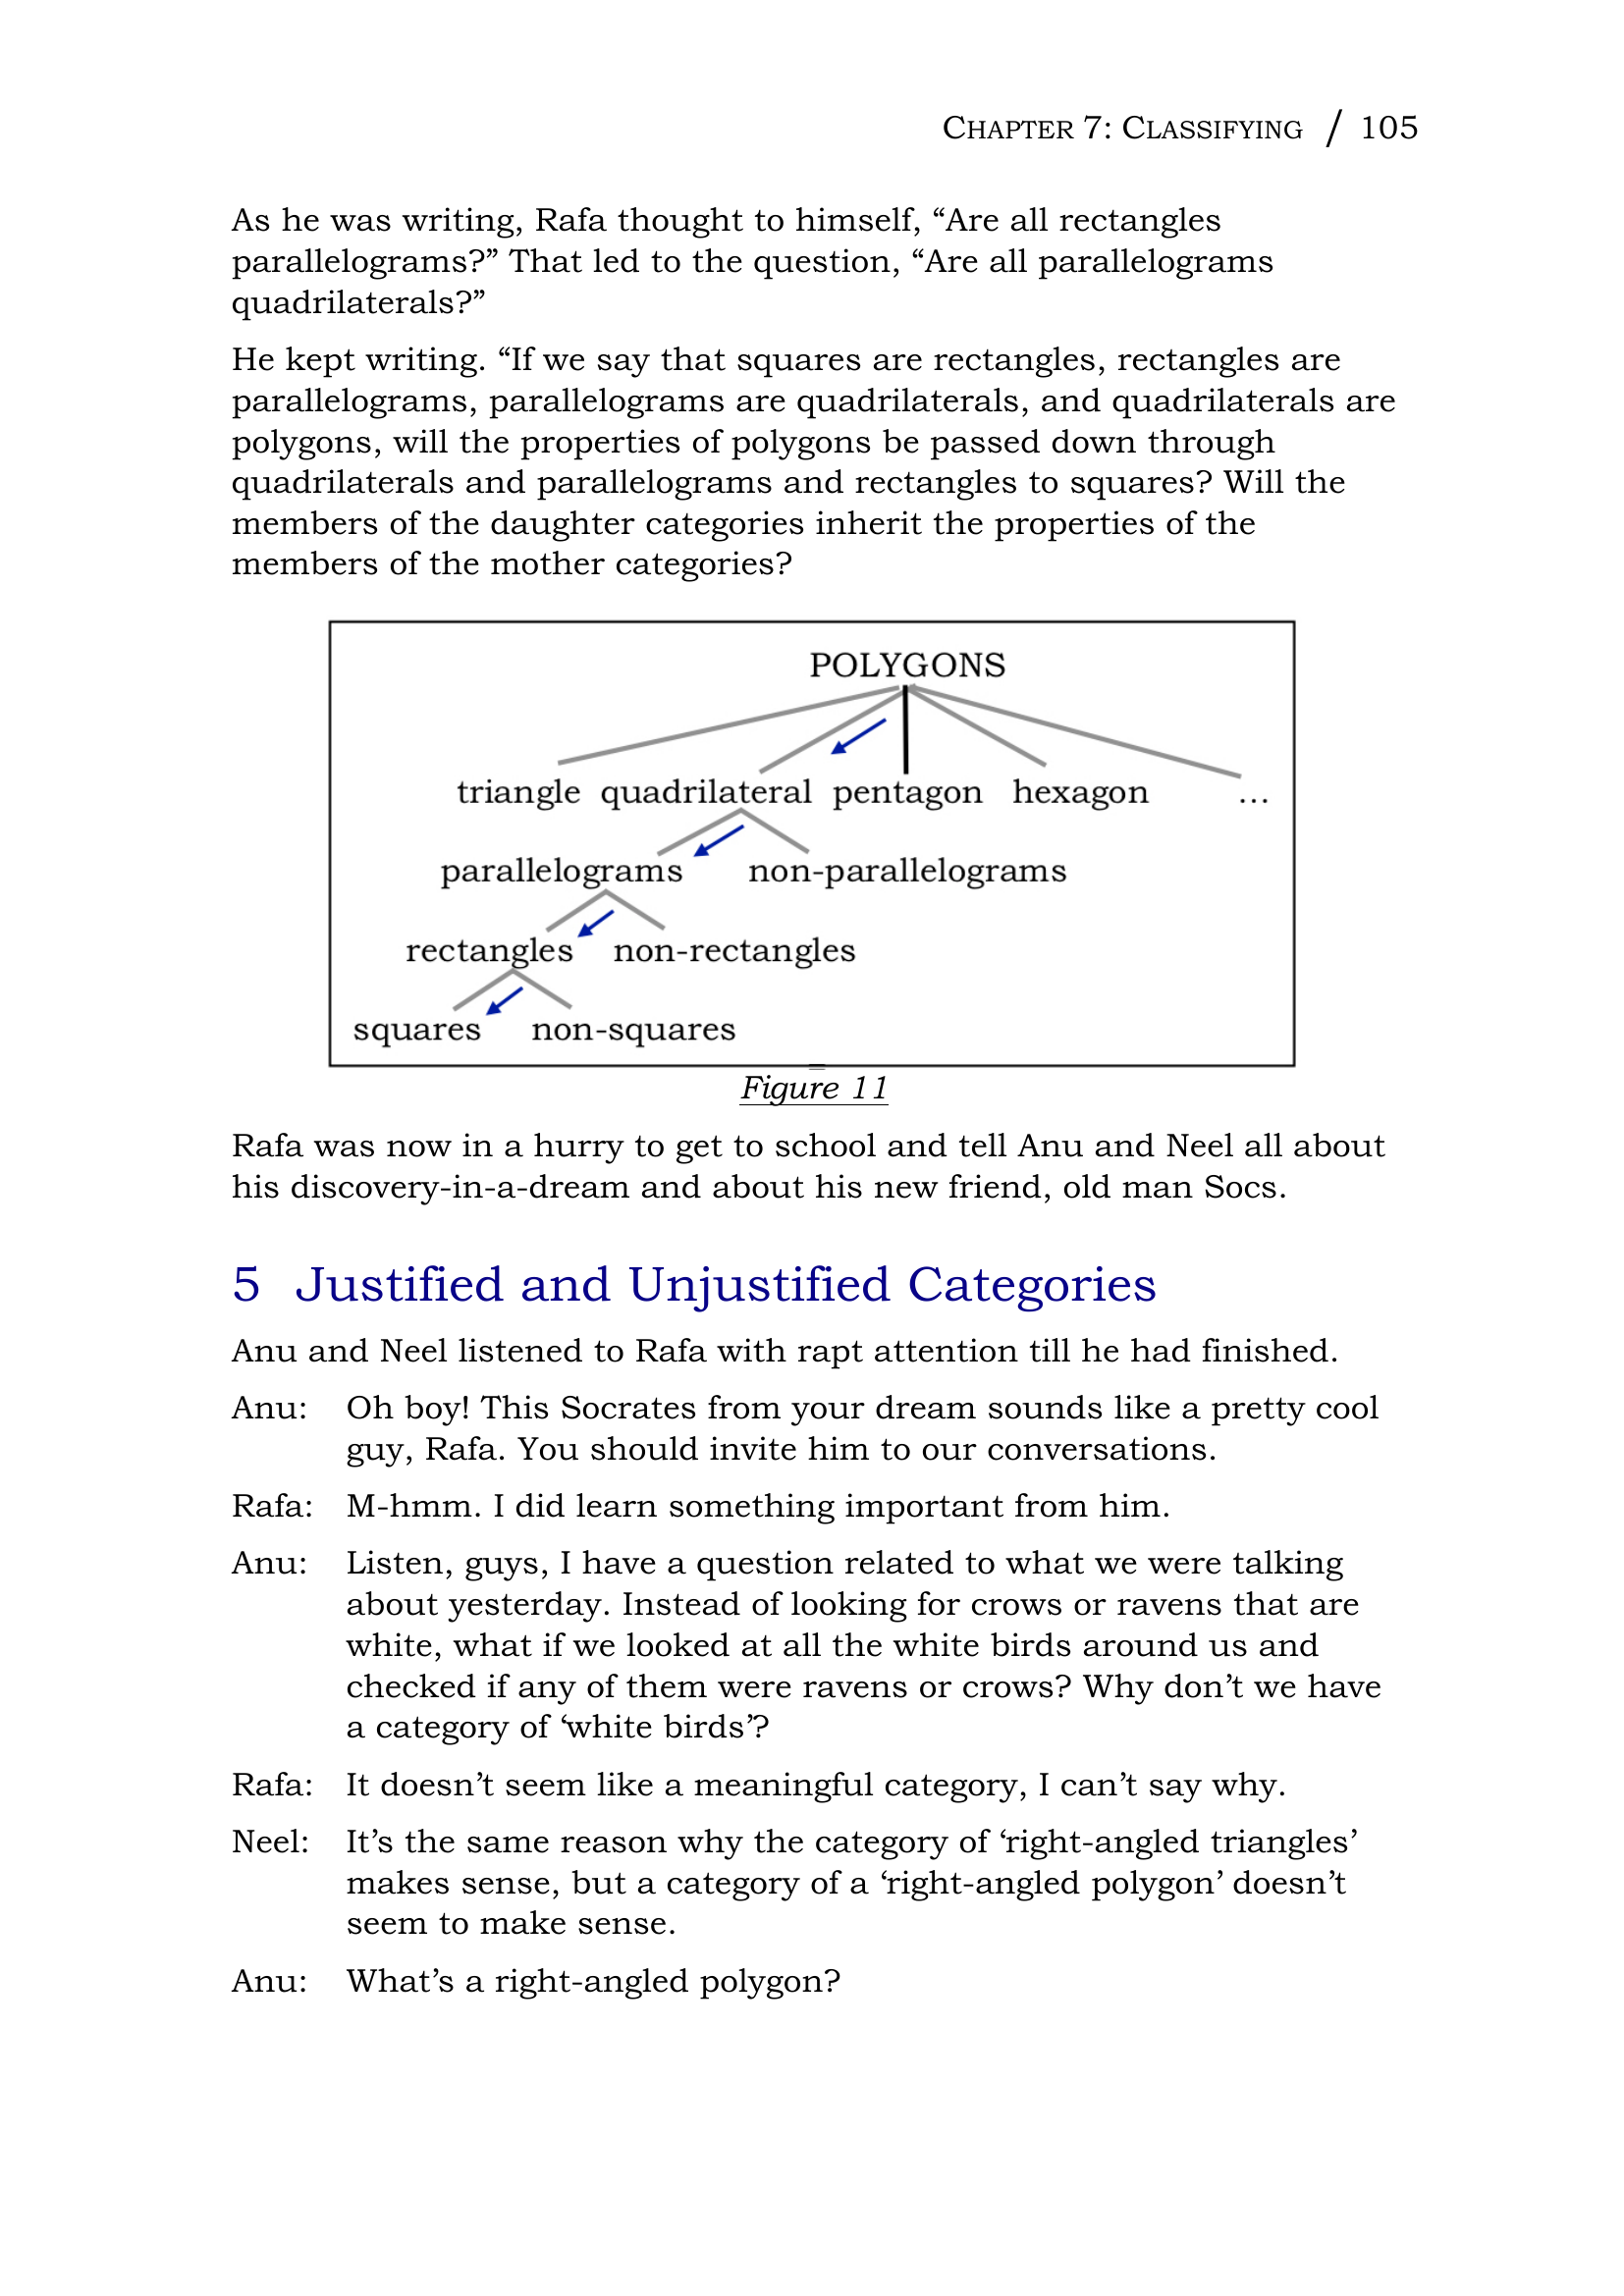 CHAPTER 7: CLASSIFYING / 105
As he was writing, Rafa thought to himself, “Are all rectangles
parallelograms?” That led to the question, “Are all parallelograms
quadrilaterals?”
He kept writing. “If we say that squares are rectangles, rectangles are
parallelograms, parallelograms are quadrilaterals, and quadrilaterals are
polygons, will the properties of polygons be passed down through
quadrilaterals and parallelograms and rectangles to squares? Will the
members of the daughter categories inherit the properties of the
members of the mother categories?
POLYGONS
triangle quadrilateral pentagon hexagon ...
parallelograms non-parallelograms
rectangles non-rectangles
squares non-squares
Figure 11
Rafa was now in a hurry to get to school and tell Anu and Neel all about
his discovery-in-a-dream and about his new friend, old man Socs.
5 Justified and Unjustified Categories
Anu and Neel listened to Rafa with rapt attention till he had finished.
Anu: Oh boy! This Socrates from your dream sounds like a pretty cool
guy, Rafa. You should invite him to our conversations.
Rafa: M-hmm. I did learn something important from him.
Anu: Listen, guys, I have a question related to what we were talking
about yesterday. Instead of looking for crows or ravens that are
white, what if we looked at all the white birds around us and
checked if any of them were ravens or crows? Why don’t we have
a category of ‘white birds’?
Rafa: It doesn’t seem like a meaningful category, I can’t say why.
Neel: It’s the same reason why the category of ‘right-angled triangles’
makes sense, but a category of a ‘right-angled polygon’ doesn’t
seem to make sense.
Anu: What’s a right-angled polygon?